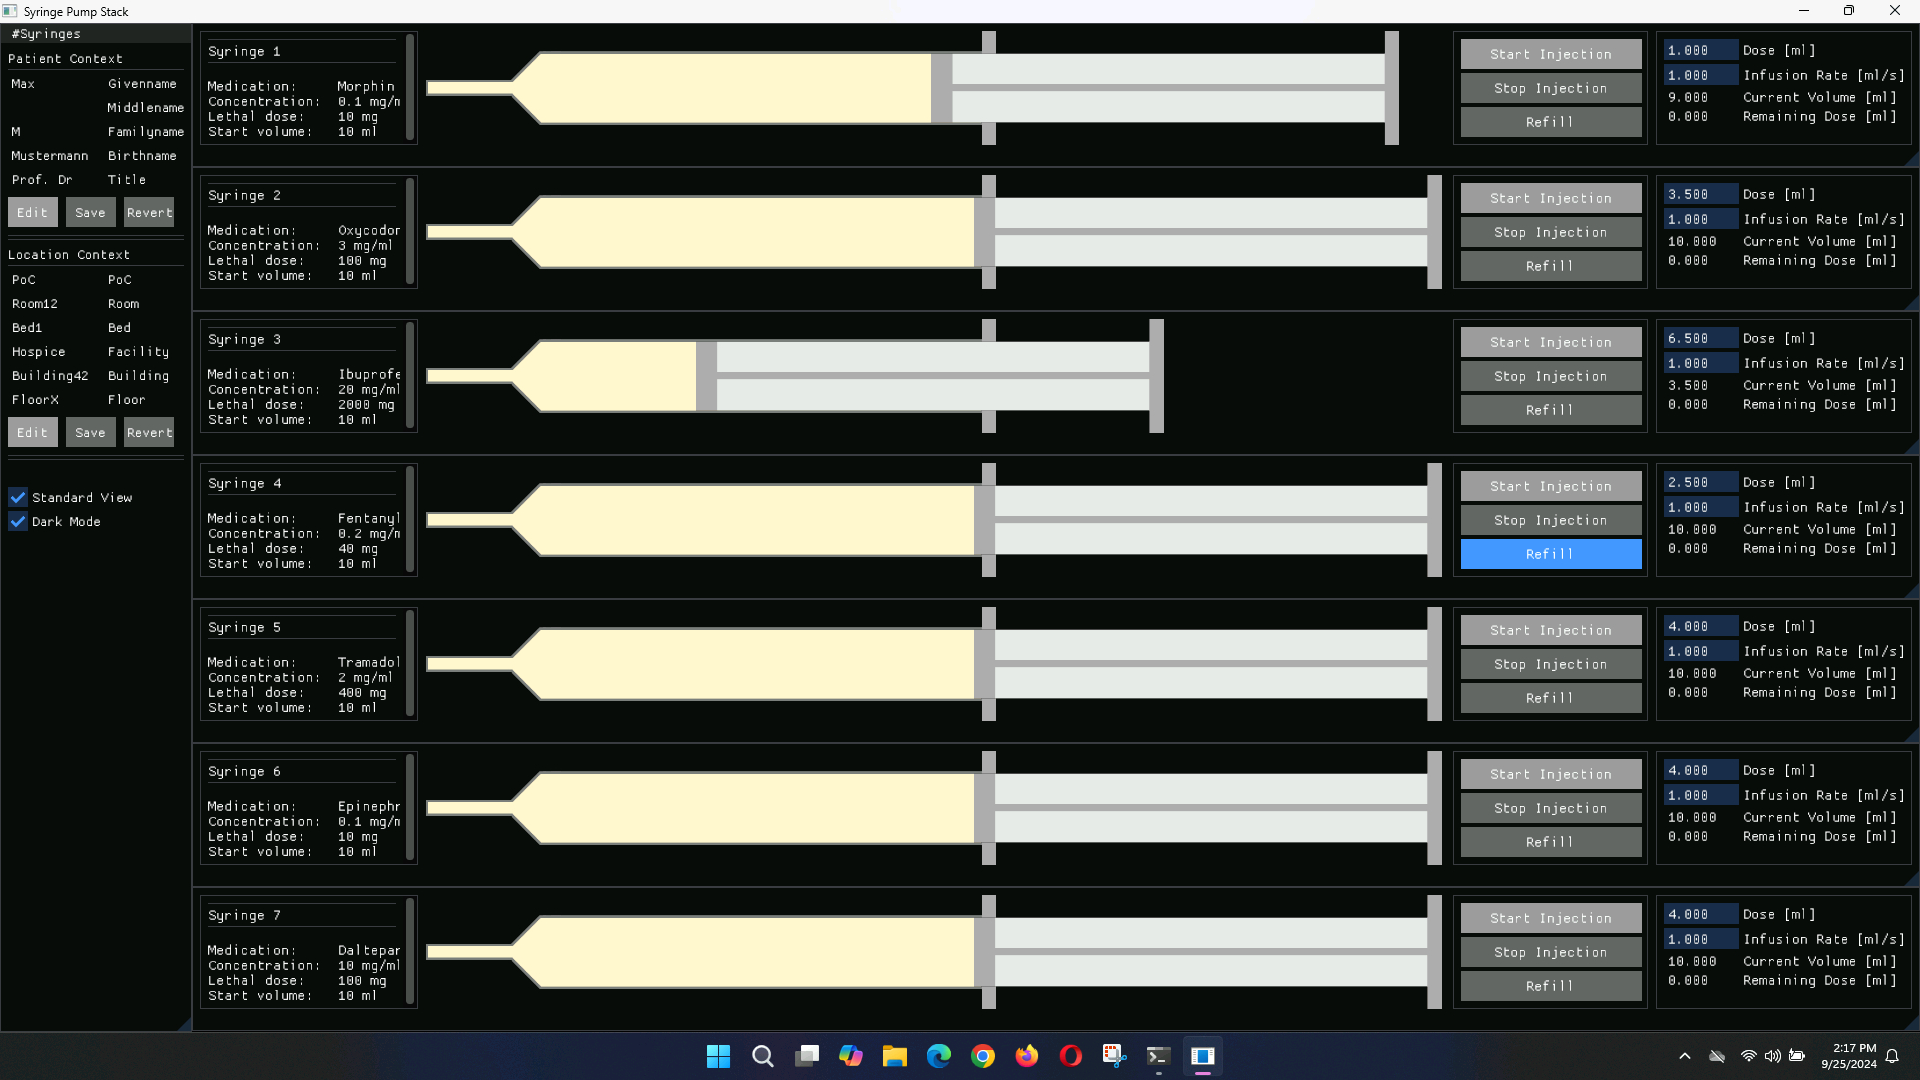 Syringe Pump Stack
#Syringes
Patient Context
Max Givenname
Middlename
M Familyname
Mustermann Birthname
Prof. Dr Title
Edit Save Revert
Location Context
PoC PoC
Room12 Room
Bed1 Bed
Hospice Facility
Building42 Building
FloorX Floor
Edit Save Revert
Standard View
Dark Mode
Syringe 1
Medication: Morphin
Concentration: 0.1 mg/m
Lethal dose: 10 mg
Start volume: 10 ml
Start Injection
Stop Injection
Refill
1.000 Dose [ml]
1.000 Infusion Rate [ml/s]
9.000 Current Volume [ml]
0.000 Remaining Dose [ml]
Syringe 2
Medication: Oxycodor
Concentration: 3 mg/ml
Lethal dose: 100 mg
Start volume: 10 ml
Start Injection
Stop Injection
Refill
3.500 Dose [ml]
1.000 Infusion Rate [ml/s]
10.000 Current Volume [ml]
0.000 Remaining Dose [ml]
Syringe 3
Medication: Ibuprofe
Concentration: 20 mg/ml
Lethal dose: 2000 mg
Start volume: 10 ml
Start Injection
Stop Injection
Refill
6.500 Dose [ml]
1.000 Infusion Rate [ml/s]
3.500 Current Volume [ml]
0.000 Remaining Dose [ml]
Syringe 4
Medication: Fentanyl
Concentration: 0.2 mg/m
Lethal dose: 40 mg
Start volume: 10 ml
Start Injection
Stop Injection
Refill
2.500 Dose [ml]
1.000 Infusion Rate [ml/s]
10.000 Current Volume [ml]
0.000 Remaining Dose [ml]
Syringe 5
Medication: Tramadol
Concentration: 2 mg/ml
Lethal dose: 400 mg
Start volume: 10 ml
Start Injection
Stop Injection
Refill
4.000 Dose [ml]
1.000 Infusion Rate [ml/s]
10.000 Current Volume [ml]
0.000 Remaining Dose [ml]
Syringe 6
Medication: Epinephr
Concentration: 0.1 mg/m
Lethal dose: 10 mg
Start volume: 10 ml
Start Injection
Stop Injection
Refill
4.000 Dose [ml]
1.000 Infusion Rate [ml/s]
10.000 Current Volume [ml]
0.000 Remaining Dose [ml]
Syringe 7
Medication: Daltepar
Concentration: 10 mg/ml
Lethal dose: 100 mg
Start volume: 10 ml
Start Injection
Stop Injection
Refill
4.000 Dose [ml]
1.000 Infusion Rate [ml/s]
10.000 Current Volume [ml]
0.000 Remaining Dose [ml]
2:17 PM
9/25/2024